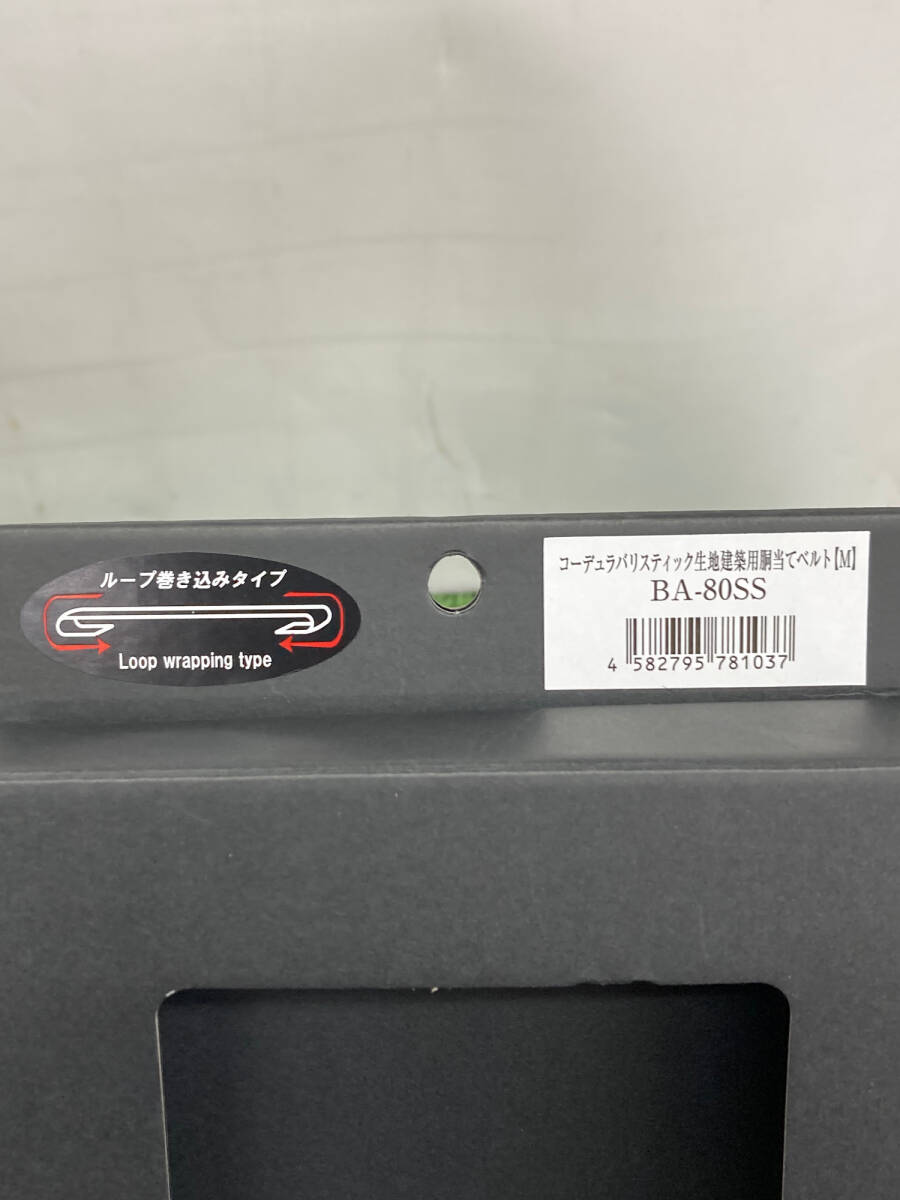 ループ巻き込みタイプ
Loop wrapping type
コーデュラバリスティック生地建築用胴当てベルト【M】
BA-80SS
4 582795 781037